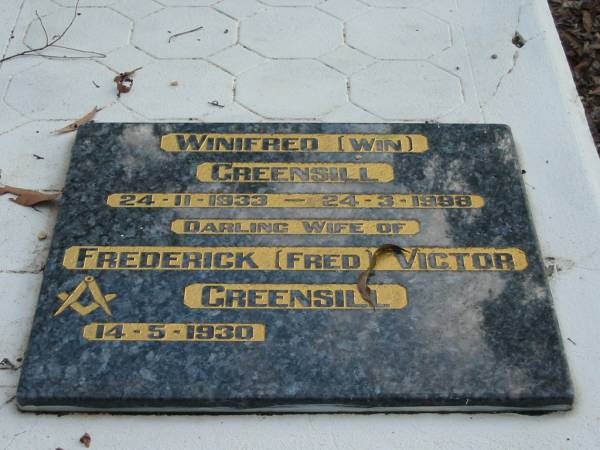 WINIFRED (WIN)
GREENSILL
24-11-1933 — 24-3-1998
DARLING WIFE OF
FREDERICK (FRED) VICTOR
GREENSILL
14-5-1930